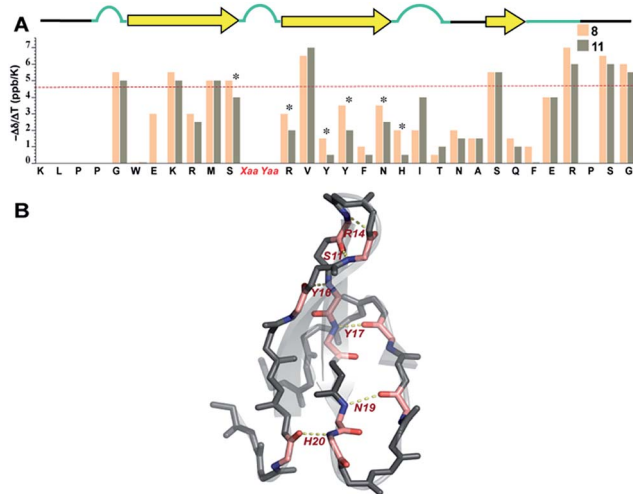 A
8
11
−Δδ/ΔT (ppb/K)
7
6
5
4
3
2
1
0
* * * * * * *
K L P P G W E K R M S Xaa Yaa R V Y Y F N H I T N A S Q F E R P S G
B
R14
S11
Y16
Y17
N19
H20